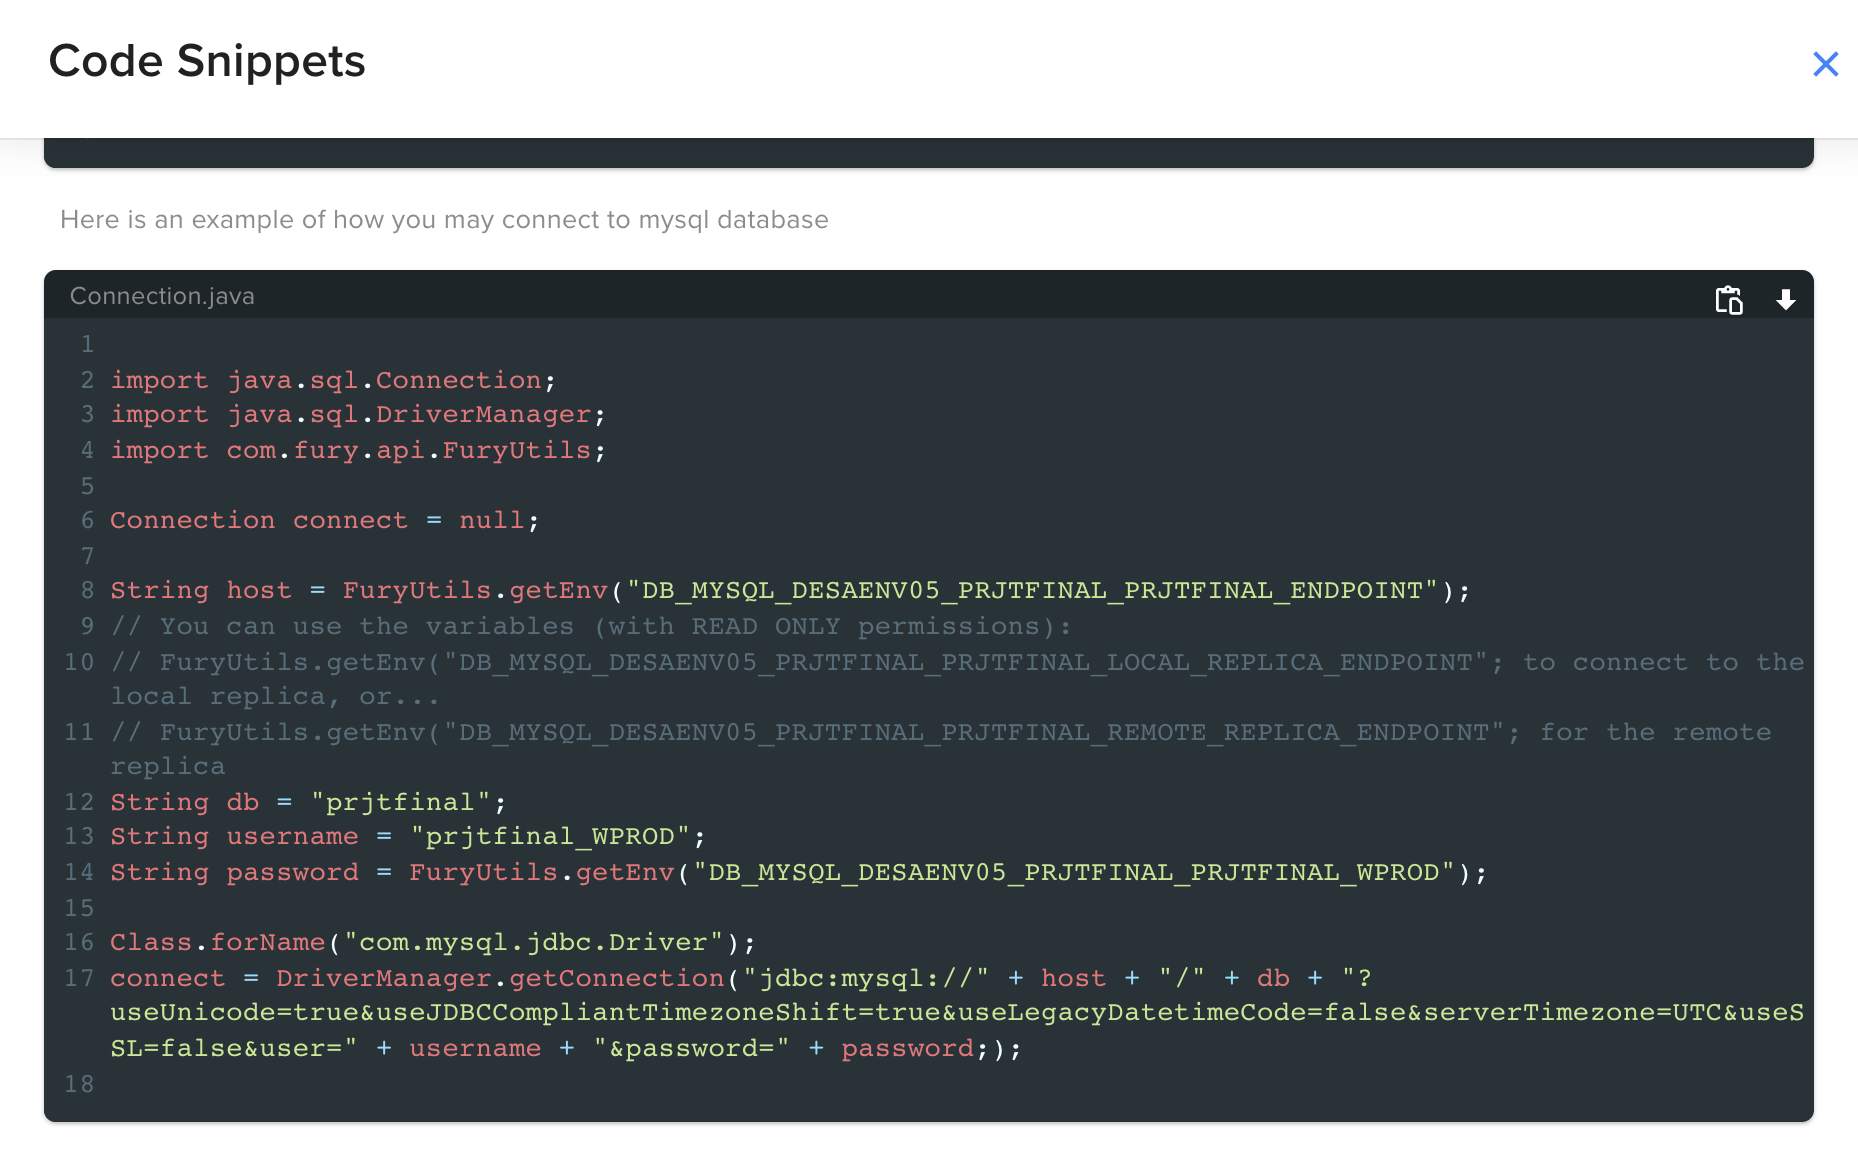 Code Snippets
Here is an example of how you may connect to mysql database
Connection.java
1
2 import java.sql.Connection;
3 import java.sql.DriverManager;
4 import com.fury.api.FuryUtils;
5
6 Connection connect = null;
7
8 String host = FuryUtils.getEnv("DB_MYSQL_DESAENV05_PRJTFINAL_PRJTFINAL_ENDPOINT");
9 // You can use the variables (with READ ONLY permissions):
10 // FuryUtils.getEnv("DB_MYSQL_DESAENV05_PRJTFINAL_PRJTFINAL_LOCAL_REPLICA_ENDPOINT"; to connect to the
local replica, or...
11 // FuryUtils.getEnv("DB_MYSQL_DESAENV05_PRJTFINAL_PRJTFINAL_REMOTE_REPLICA_ENDPOINT"; for the remote
replica
12 String db = "prjtfinal";
13 String username = "prjtfinal_WPROD";
14 String password = FuryUtils.getEnv("DB_MYSQL_DESAENV05_PRJTFINAL_PRJTFINAL_WPROD");
15
16 Class.forName("com.mysql.jdbc.Driver");
17 connect = DriverManager.getConnection("jdbc:mysql://" + host + "/" + db + "?
useUnicode=true&useJDBCCompliantTimezoneShift=true&useLegacyDatetimeCode=false&serverTimezone=UTC&useS
SL=false&user=" + username + "&password=" + password;);
18